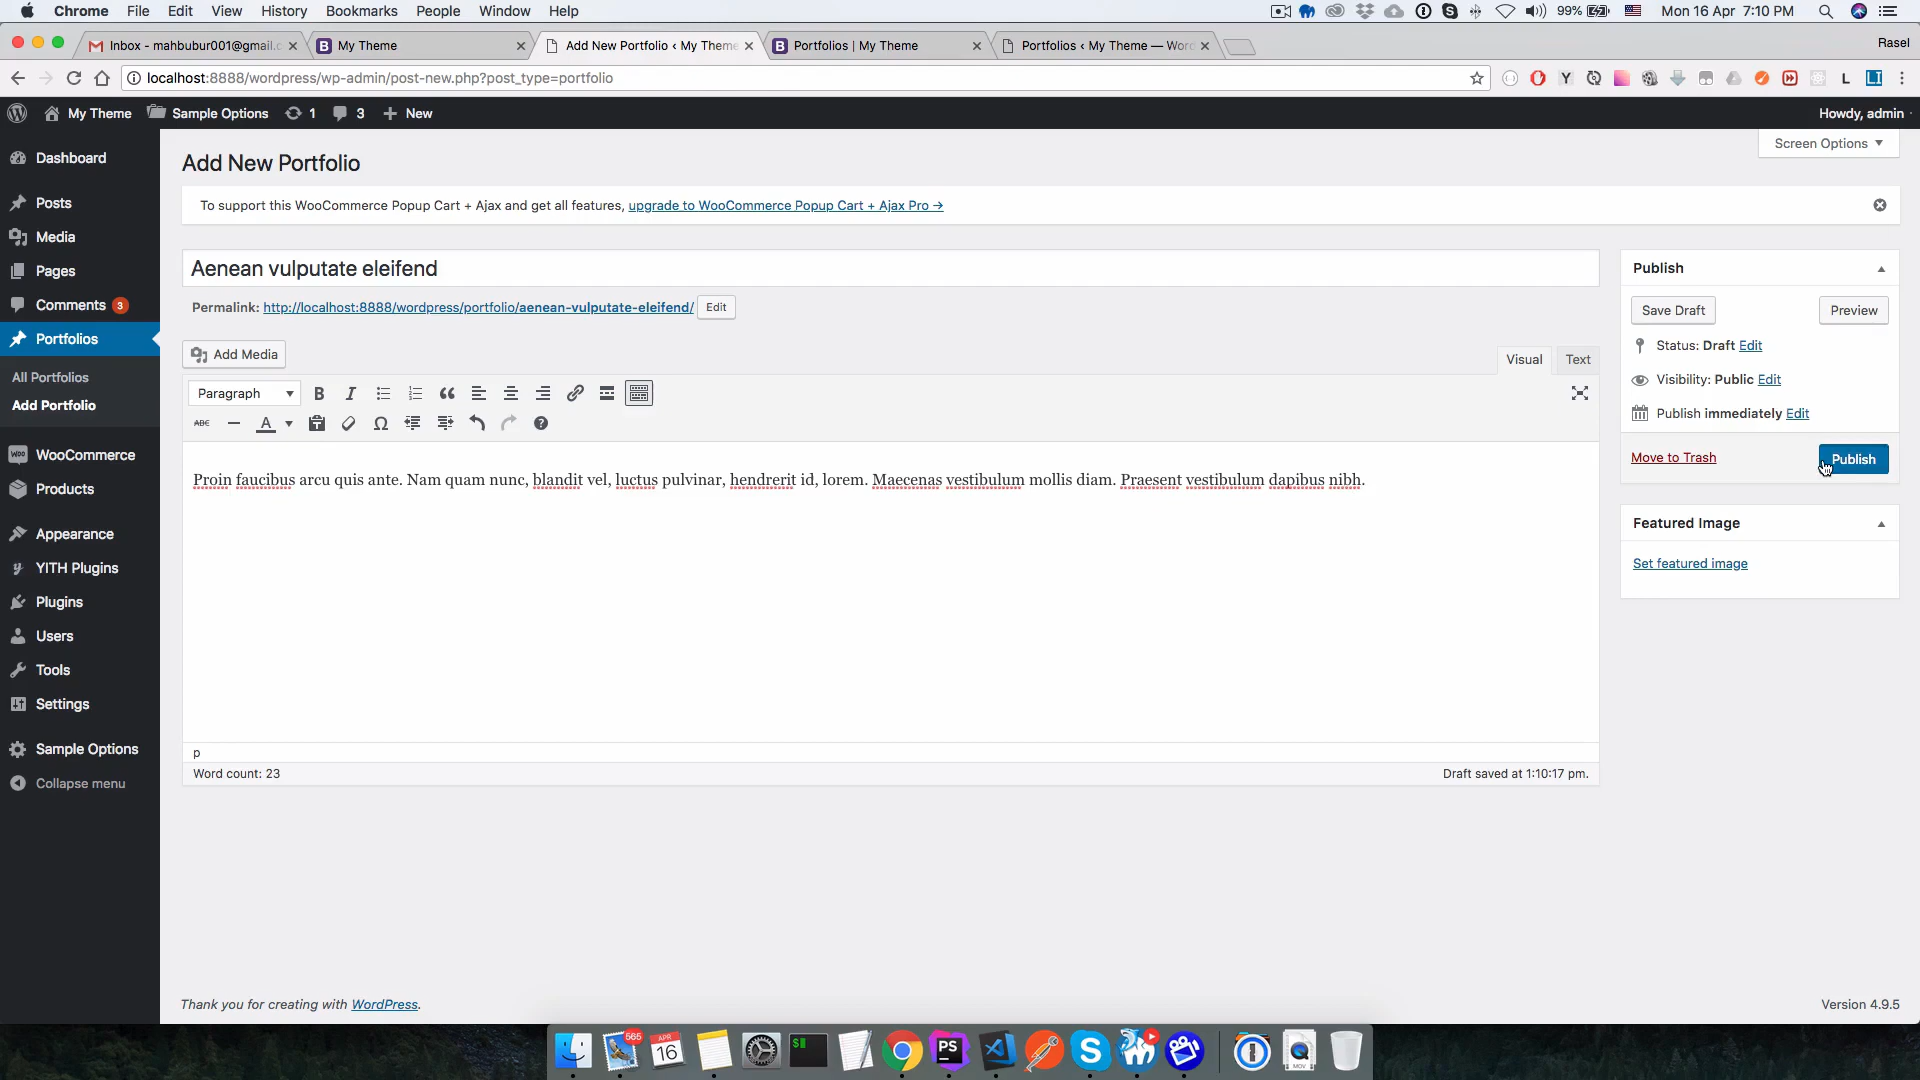 Chrome File Edit View History Bookmarks People Window Help 99% Mon 16 Apr 7:10 PM
Inbox - mahbubur001@gmail.c My Theme Add New Portfolio ‹ My Theme Portfolios | My Theme Portfolios ‹ My Theme — Wor Rasel
localhost:8888/wordpress/wp-admin/post-new.php?post_type=portfolio
My Theme Sample Options 1 3 New Howdy, admin
Screen Options
Dashboard
Posts
Media
Pages
Comments 3
Portfolios
All Portfolios
Add Portfolio
WooCommerce
Products
Appearance
YITH Plugins
Plugins
Users
Tools
Settings
Sample Options
Collapse menu
Add New Portfolio
To support this WooCommerce Popup Cart + Ajax and get all features, upgrade to WooCommerce Popup Cart + Ajax Pro →
Aenean vulputate eleifend
Permalink: http://localhost:8888/wordpress/portfolio/aenean-vulputate-eleifend/ Edit
Add Media
Visual Text
Paragraph B I
ABC A
Proin faucibus arcu quis ante. Nam quam nunc, blandit vel, luctus pulvinar, hendrerit id, lorem. Maecenas vestibulum mollis diam. Praesent vestibulum dapibus nibh.
p
Word count: 23 Draft saved at 1:10:17 pm.
Publish
Save Draft Preview
Status: Draft Edit
Visibility: Public Edit
Publish immediately Edit
Move to Trash Publish
Featured Image
Set featured image
Thank you for creating with WordPress. Version 4.9.5
565
APR
16
PS
S
MOV